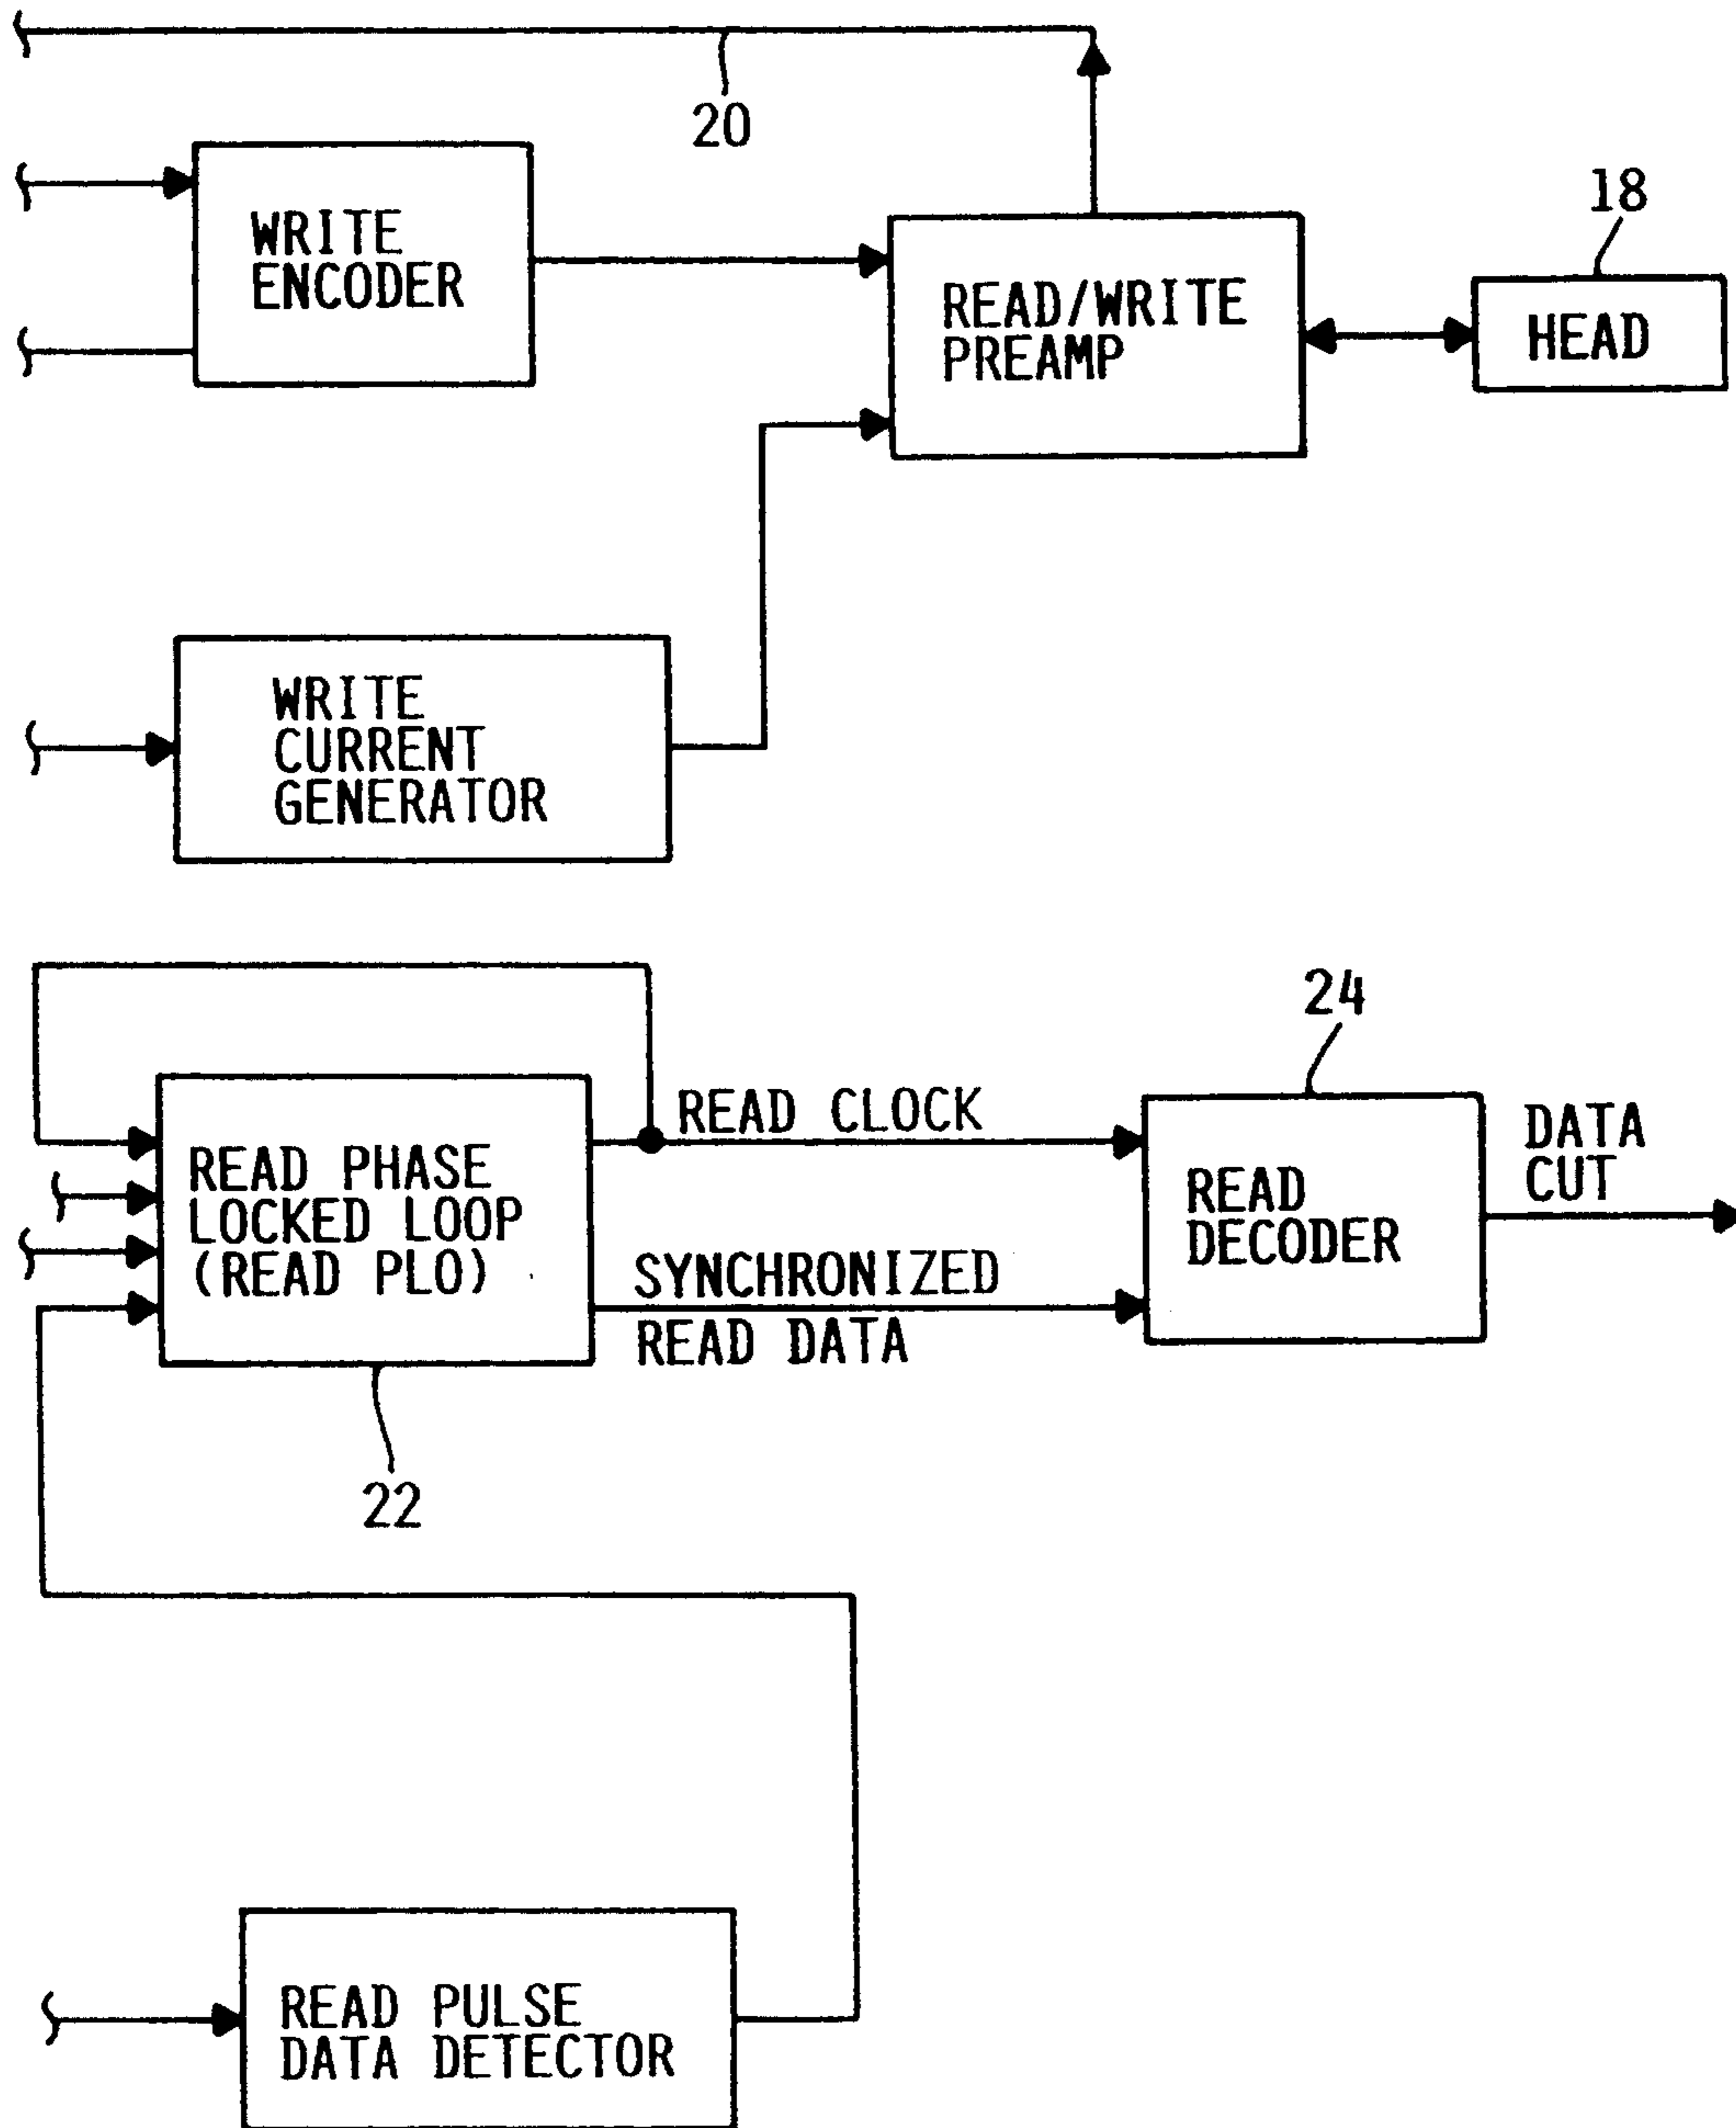 20
18
WRITE
ENCODER
READ/WRITE
PREAMP
HEAD
WRITE
CURRENT
GENERATOR
24
READ CLOCK
DATA
CUT
READ PHASE
LOCKED LOOP
(READ PLO)
READ
DECODER
SYNCHRONIZED
READ DATA
22
READ PULSE
DATA DETECTOR